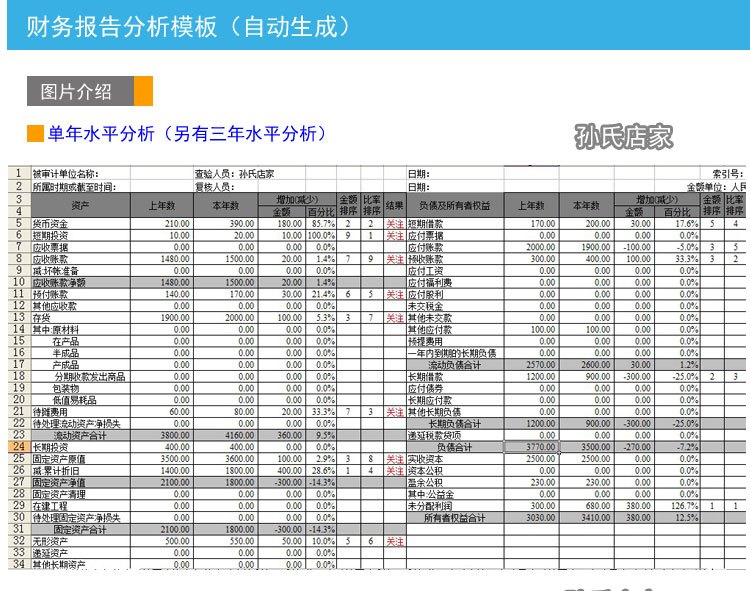 财务报告分析模板（自动生成）
图片介绍
单年水平分析（另有三年水平分析）
孙氏店家
1 被审计单位名称： 查验人员：孙氏店家 日期： 索引号：
2 所属时期或截至时间： 复核人员： 日期： 金额单位：人民
3 资产 上年数 本年数 增加(减少) 金额排序 比率排序 结果 负债及所有者权益 上年数 本年数 增加(减少) 金额排序 比率排序
4 金额 百分比 金额 百分比
5 货币资金 210.00 390.00 180.00 85.7% 2 2 关注 短期借款 170.00 200.00 30.00 17.6% 5 4
6 短期投资 10.00 20.00 10.00 100.0% 9 1 关注 应付票据 0.00 0.00 0.00 0.0%
7 应收票据 0.00 0.00 0.00 0.0% 应付账款 2000.00 1900.00 -100.00 -5.0% 3 5
8 应收账款 1480.00 1500.00 20.00 1.4% 7 9 关注 预收账款 300.00 400.00 100.00 33.3% 3 2
9 减:坏帐准备 0.00 0.00 0.00 0.0% 应付工资 0.00 0.00 0.00 0.0%
10 应收账款净额 1480.00 1500.00 20.00 1.4% 应付福利费 0.00 0.00 0.00 0.0%
11 预付账款 140.00 170.00 30.00 21.4% 6 5 关注 应付股利 0.00 0.00 0.00 0.0%
12 其他应收款 0.00 0.00 0.00 0.0% 未交税金 0.00 0.00 0.00 0.0%
13 存货 1900.00 2000.00 100.00 5.3% 3 7 关注 其他未交款 0.00 0.00 0.00 0.0%
14 其中:原材料 0.00 0.00 0.00 0.0% 其他应付款 100.00 100.00 0.00 0.0%
15 在产品 0.00 0.00 0.00 0.0% 预提费用 0.00 0.00 0.00 0.0%
16 半成品 0.00 0.00 0.00 0.0% 一年内到期的长期负债 0.00 0.00 0.00 0.0%
17 产成品 0.00 0.00 0.00 0.0% 流动负债合计 2570.00 2600.00 30.00 1.2%
18 分期收款发出商品 0.00 0.00 0.00 0.0% 长期借款 1200.00 900.00 -300.00 -25.0% 2 3
19 包装物 0.00 0.00 0.00 0.0% 应付债券 0.00 0.00 0.00 0.0%
20 低值易耗品 0.00 0.00 0.00 0.0% 长期应付款 0.00 0.00 0.00 0.0%
21 待摊费用 60.00 80.00 20.00 33.3% 7 3 关注 其他长期负债 0.00 0.00 0.00 0.0%
22 待处理流动资产净损失 0.00 0.00 0.00 0.0% 长期负债合计 1200.00 900.00 -300.00 -25.0%
23 流动资产合计 3800.00 4160.00 360.00 9.5% 递延税款贷项 0.00 0.00 0.00 0.0%
24 长期投资 400.00 400.00 0.00 0.0% 负债合计 3770.00 3500.00 -270.00 -7.2%
25 固定资产原值 3500.00 3600.00 100.00 2.9% 3 8 关注 实收资本 2500.00 2500.00 0.00 0.0%
26 减:累计折旧 1400.00 1800.00 400.00 28.6% 1 4 关注 资本公积 0.00 0.00 0.00 0.0%
27 固定资产净值 2100.00 1800.00 -300.00 -14.3% 盈余公积 230.00 230.00 0.00 0.0%
28 固定资产清理 0.00 0.00 0.00 0.0% 其中:公益金 0.00 0.00 0.00 0.0%
29 在建工程 0.00 0.00 0.00 0.0% 未分配利润 300.00 680.00 380.00 126.7% 1 1
30 待处理固定资产净损失 0.00 0.00 0.00 0.0% 所有者权益合计 3030.00 3410.00 380.00 12.5%
31 固定资产合计 2100.00 1800.00 -300.00 -14.3%
32 无形资产 500.00 550.00 50.00 10.0% 5 6 关注
33 递延资产 0.00 0.00 0.00 0.0%
34 其他长期资产 0.00 0.00 0.00 0.0%